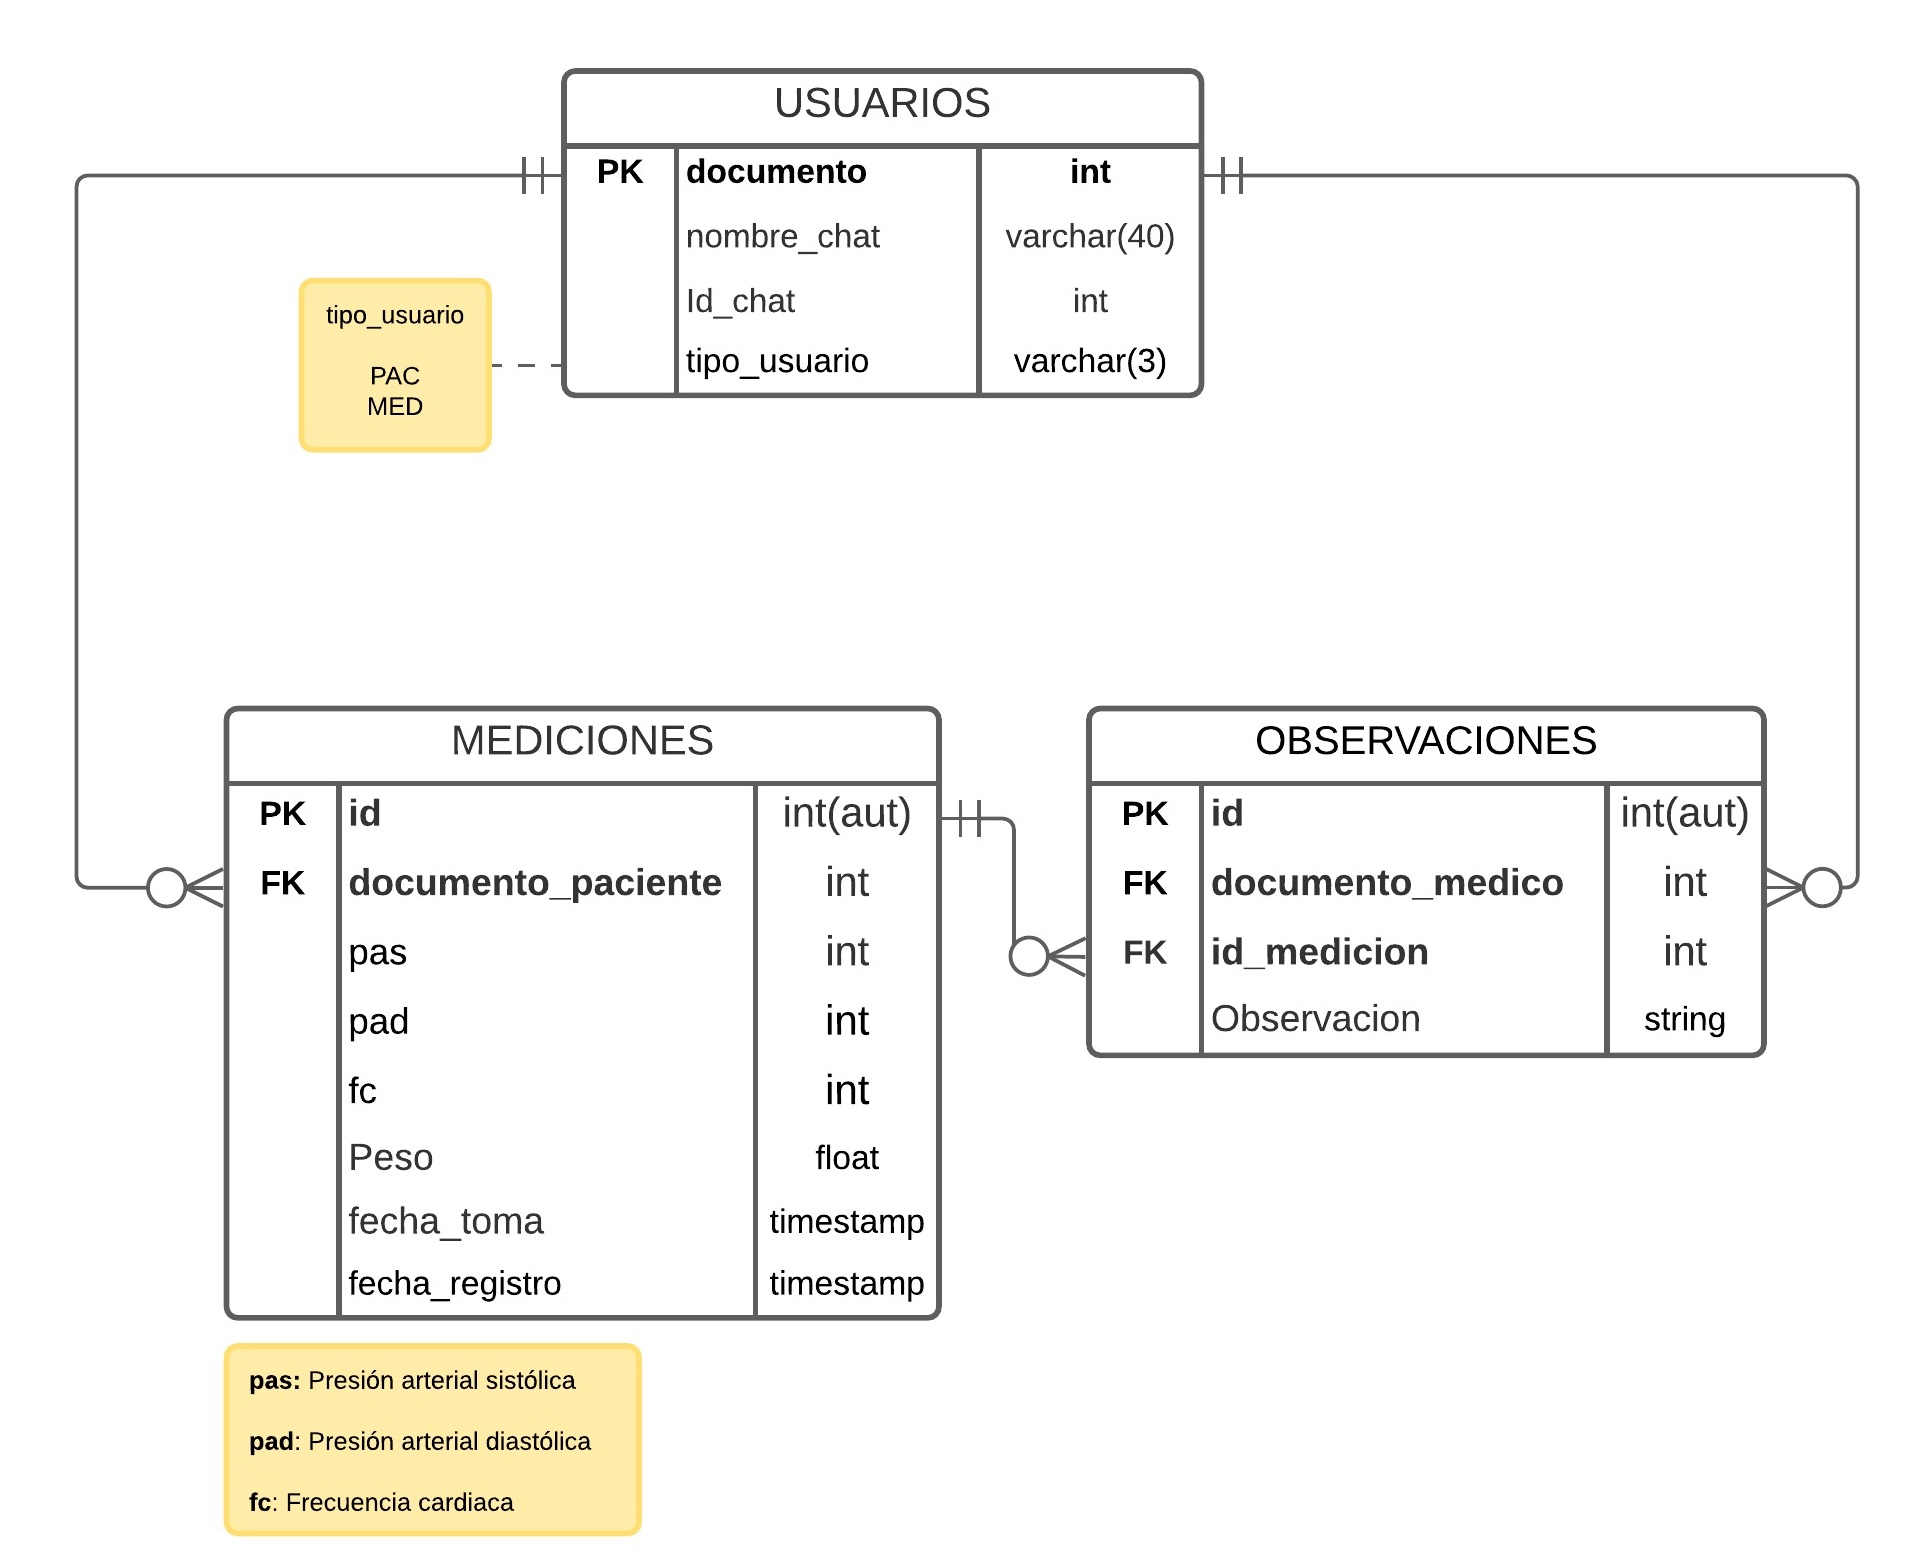 USUARIOS
PK documento int
nombre_chat varchar(40)
Id_chat int
tipo_usuario varchar(3)
tipo_usuario
PAC
MED
MEDICIONES
PK id int(aut)
FK documento_paciente int
pas int
pad int
fc int
Peso float
fecha_toma timestamp
fecha_registro timestamp
OBSERVACIONES
PK id int(aut)
FK documento_medico int
FK id_medicion int
Observacion string
pas: Presión arterial sistólica
pad: Presión arterial diastólica
fc: Frecuencia cardiaca